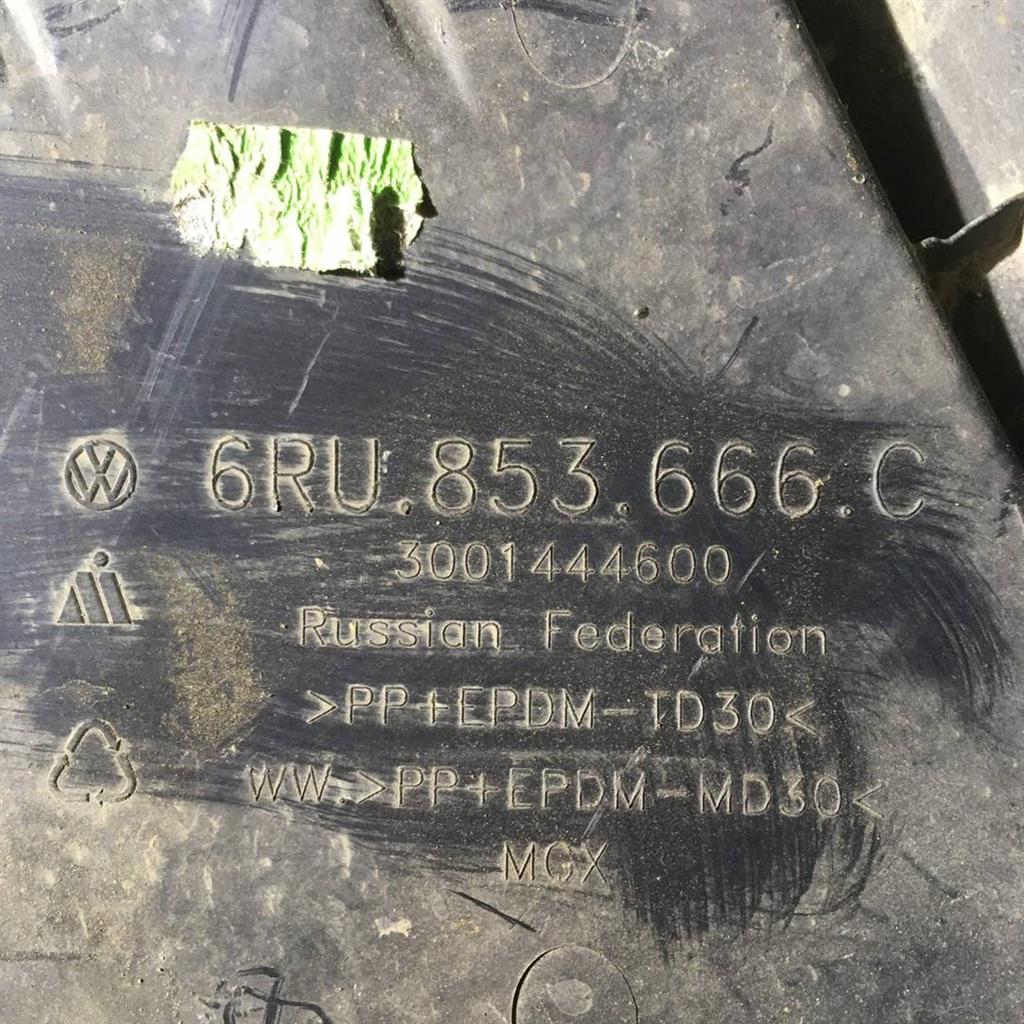 6RU.853.666.C
3001444600
Russian Federation
>PP+EPDM-TD30<
WW.>PP+EPDM-MD30<
MCX